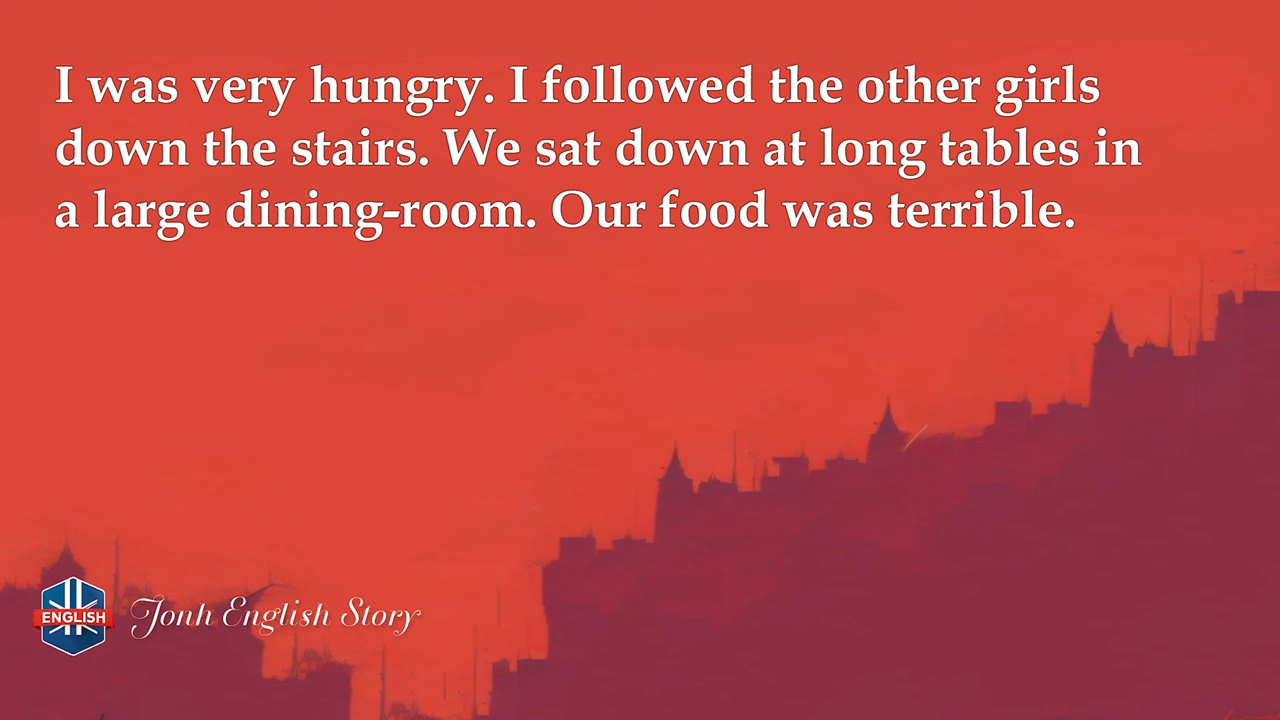 I was very hungry. I followed the other girls
down the stairs. We sat down at long tables in
a large dining-room. Our food was terrible.
ENGLISH
Jonh English Story